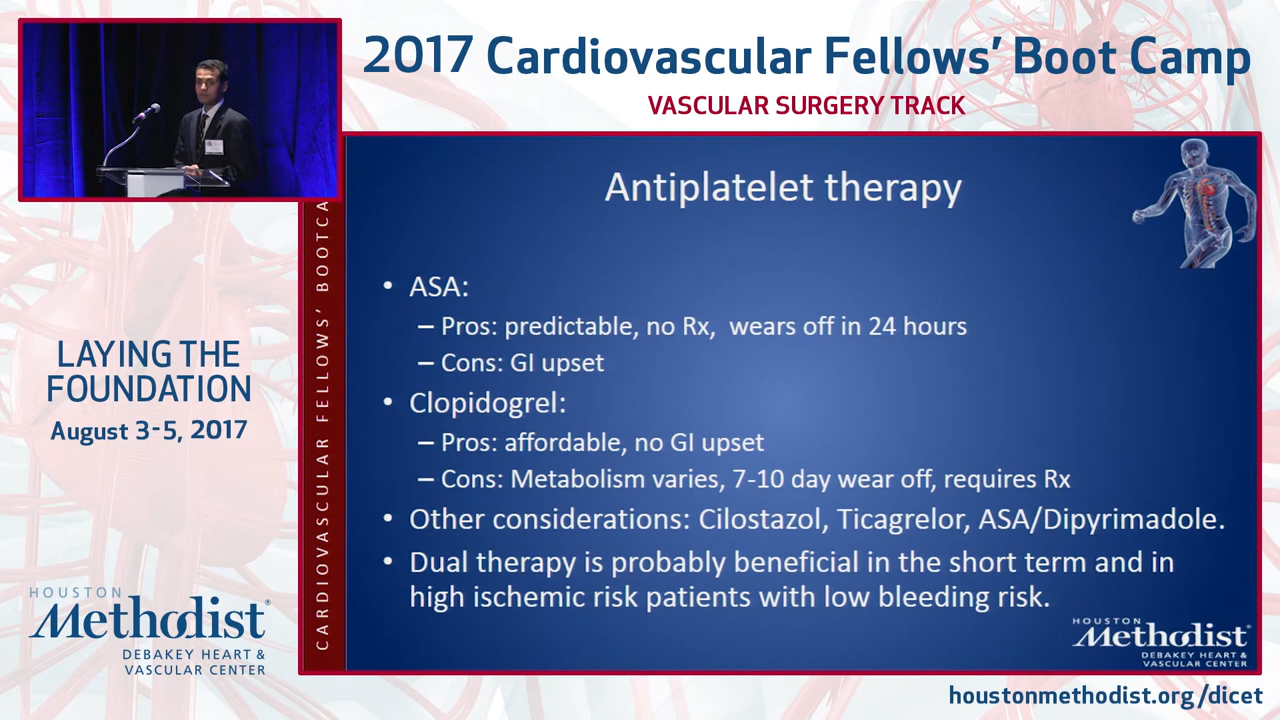 2017 Cardiovascular Fellows’ Boot Camp
VASCULAR SURGERY TRACK
LAYING THE
FOUNDATION
August 3-5, 2017
HOUSTON
Methodist®
DEBAKEY HEART &
VASCULAR CENTER
CARDIOVASCULAR FELLOWS’ BOOTCA
Antiplatelet therapy
• ASA:
– Pros: predictable, no Rx, wears off in 24 hours
– Cons: GI upset
• Clopidogrel:
– Pros: affordable, no GI upset
– Cons: Metabolism varies, 7-10 day wear off, requires Rx
• Other considerations: Cilostazol, Ticagrelor, ASA/Dipyrimadole.
• Dual therapy is probably beneficial in the short term and in
high ischemic risk patients with low bleeding risk.
HOUSTON
Methodist®
DEBAKEY HEART &
VASCULAR CENTER
houstonmethodist.org/dicet